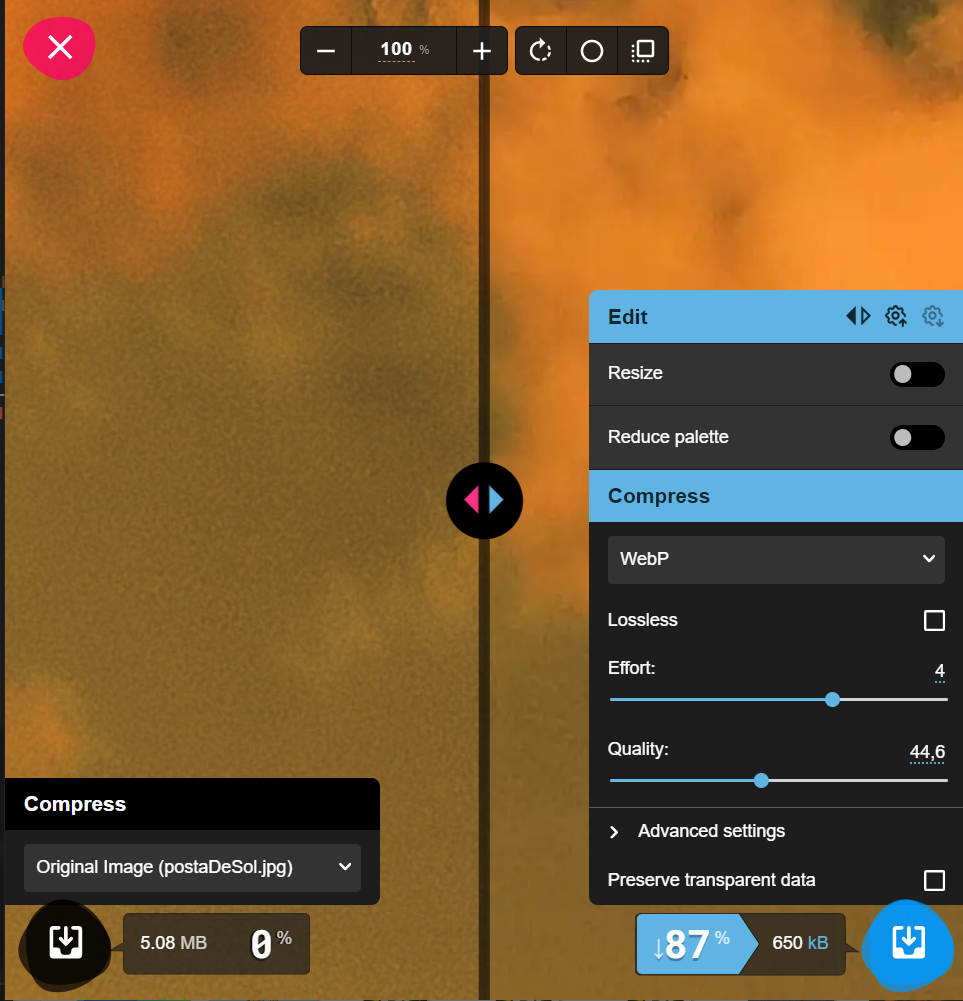 100 %
Edit
Resize
Reduce palette
Compress
WebP
Lossless
Effort:
4
Quality:
44,6
Advanced settings
Preserve transparent data
Compress
Original Image (postaDeSol.jpg)
5.08 MB
0 %
↓87 %
650 kB